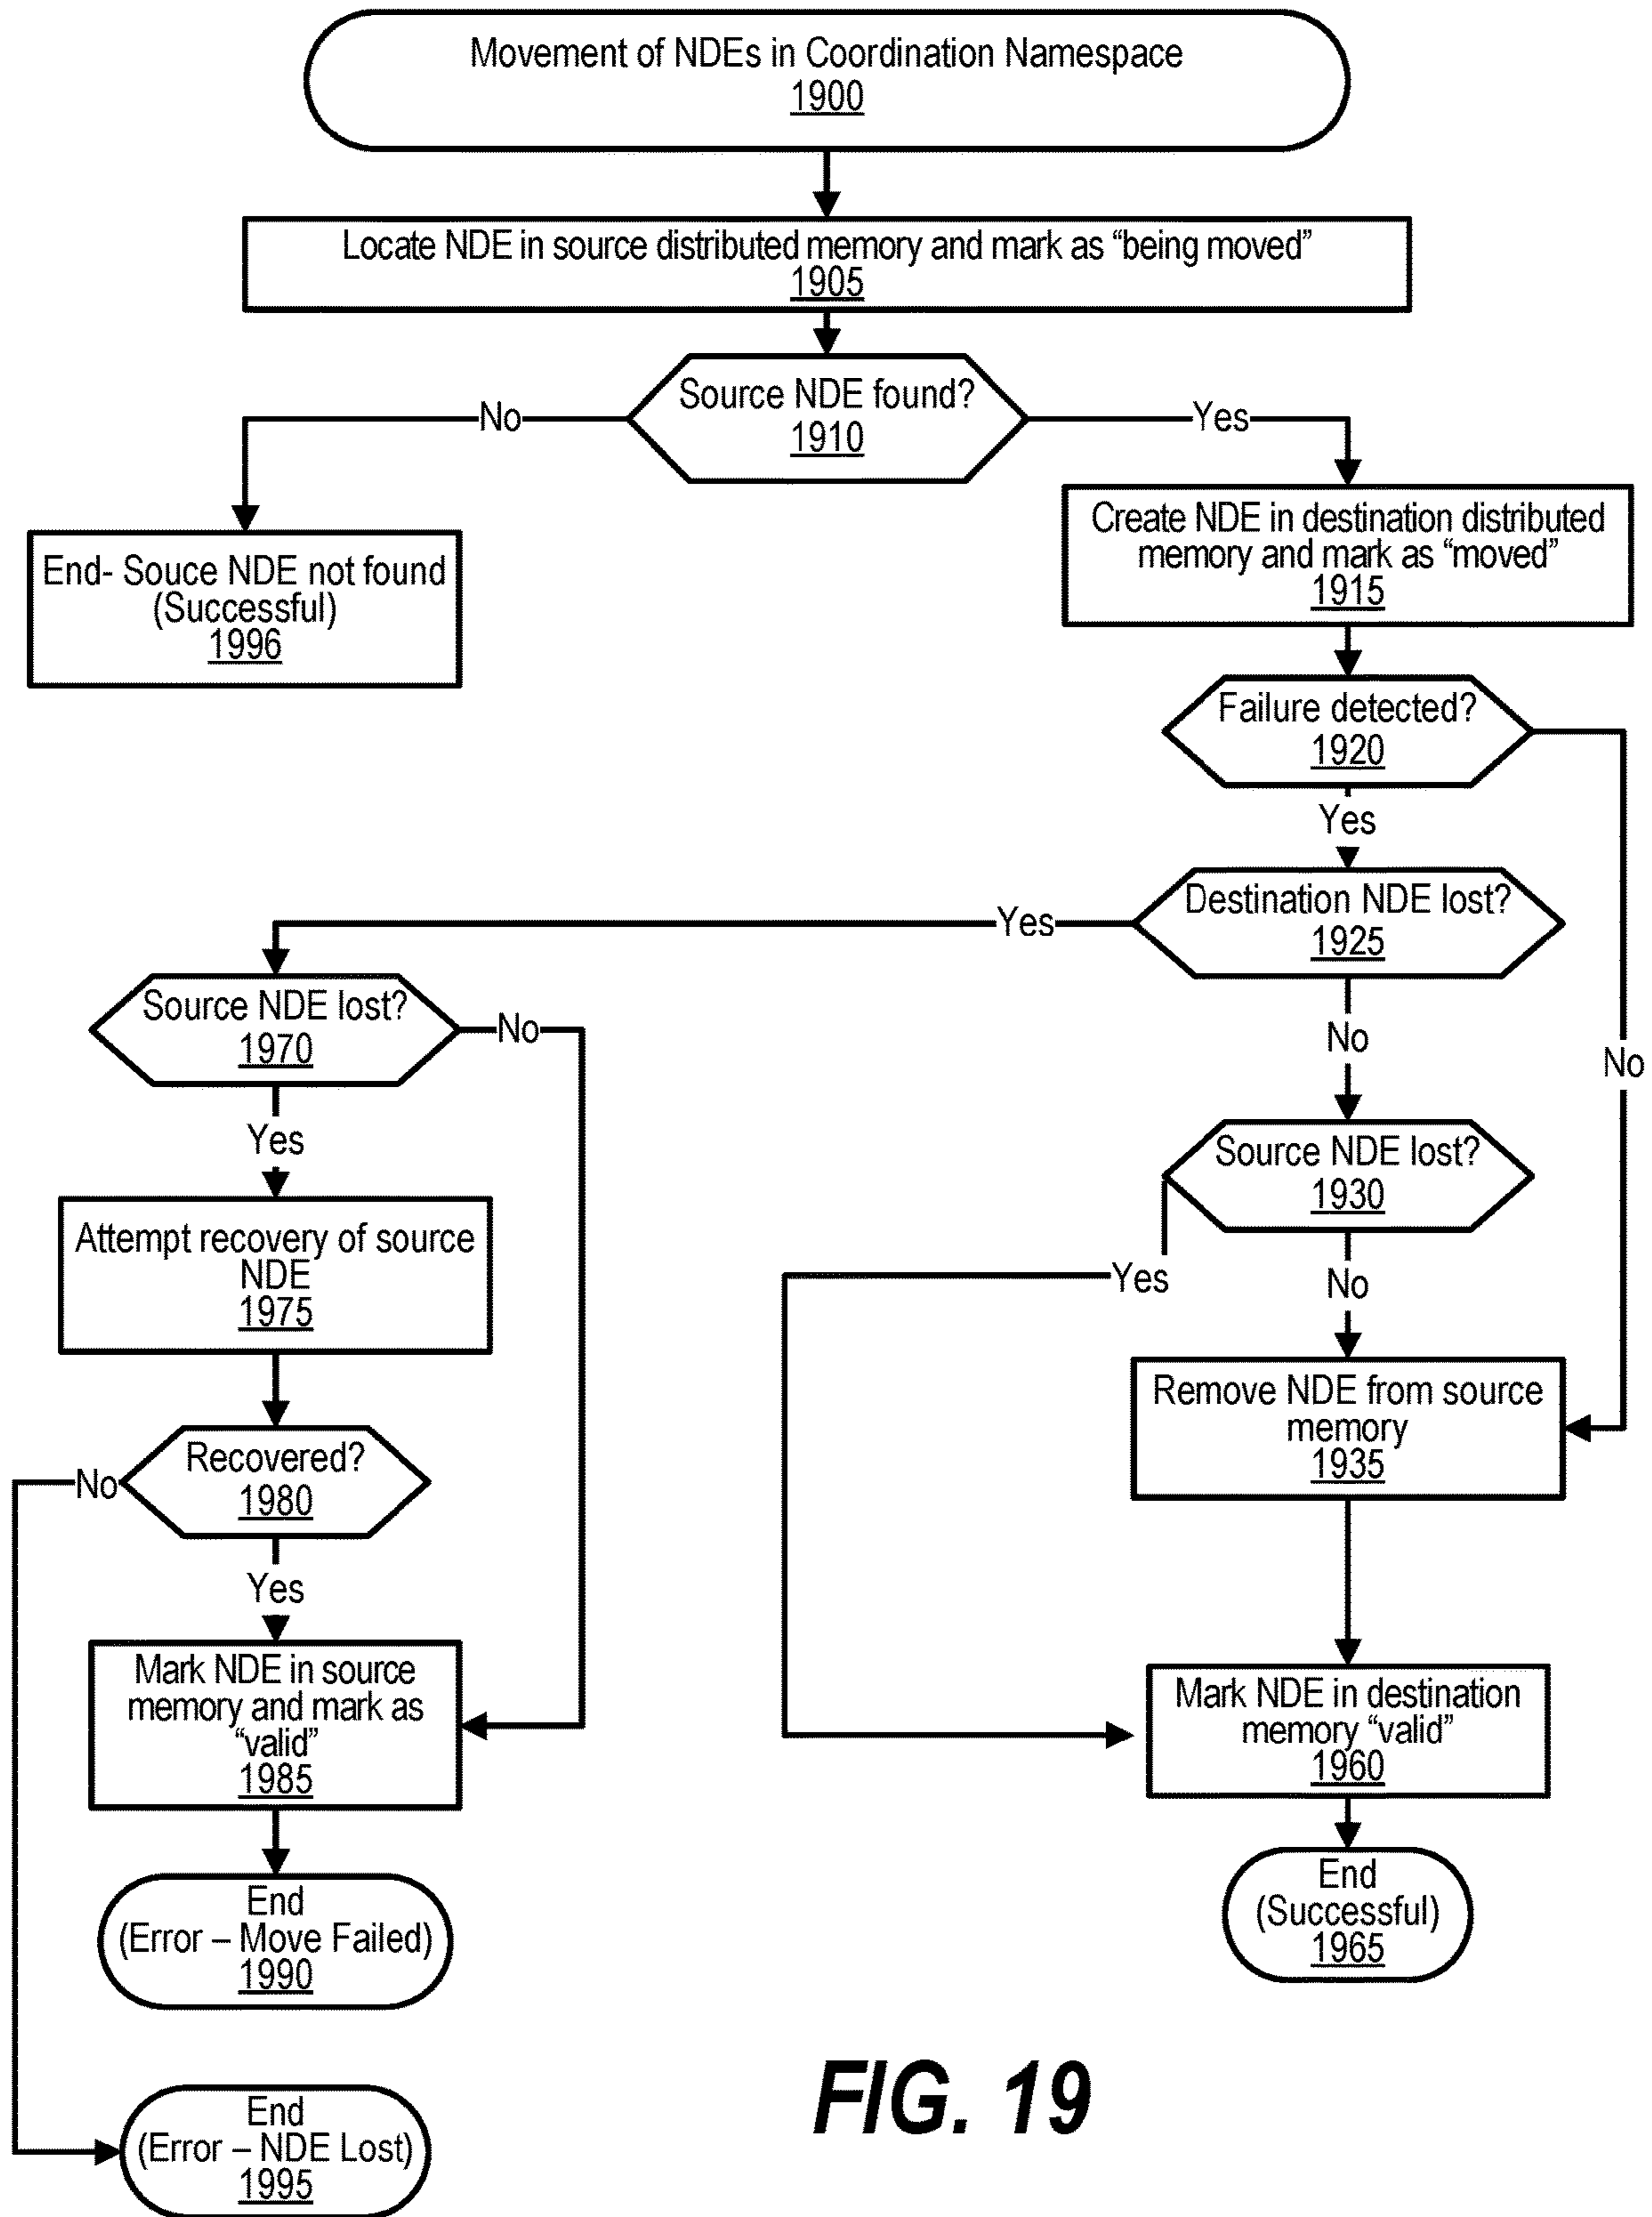 Movement of NDEs in Coordination Namespace
1900
Locate NDE in source distributed memory and mark as “being moved”
1905
Source NDE found?
1910
No
Yes
End- Souce NDE not found
(Successful)
1996
Create NDE in destination distributed
memory and mark as “moved”
1915
Failure detected?
1920
Yes
No
Destination NDE lost?
1925
Yes
No
Source NDE lost?
1970
No
Yes
Source NDE lost?
1930
Yes
No
Attempt recovery of source
NDE
1975
Remove NDE from source
memory
1935
Recovered?
1980
No
Yes
Mark NDE in source
memory and mark as
“valid”
1985
Mark NDE in destination
memory “valid”
1960
End
(Error – Move Failed)
1990
End
(Successful)
1965
End
(Error – NDE Lost)
1995
FIG. 19